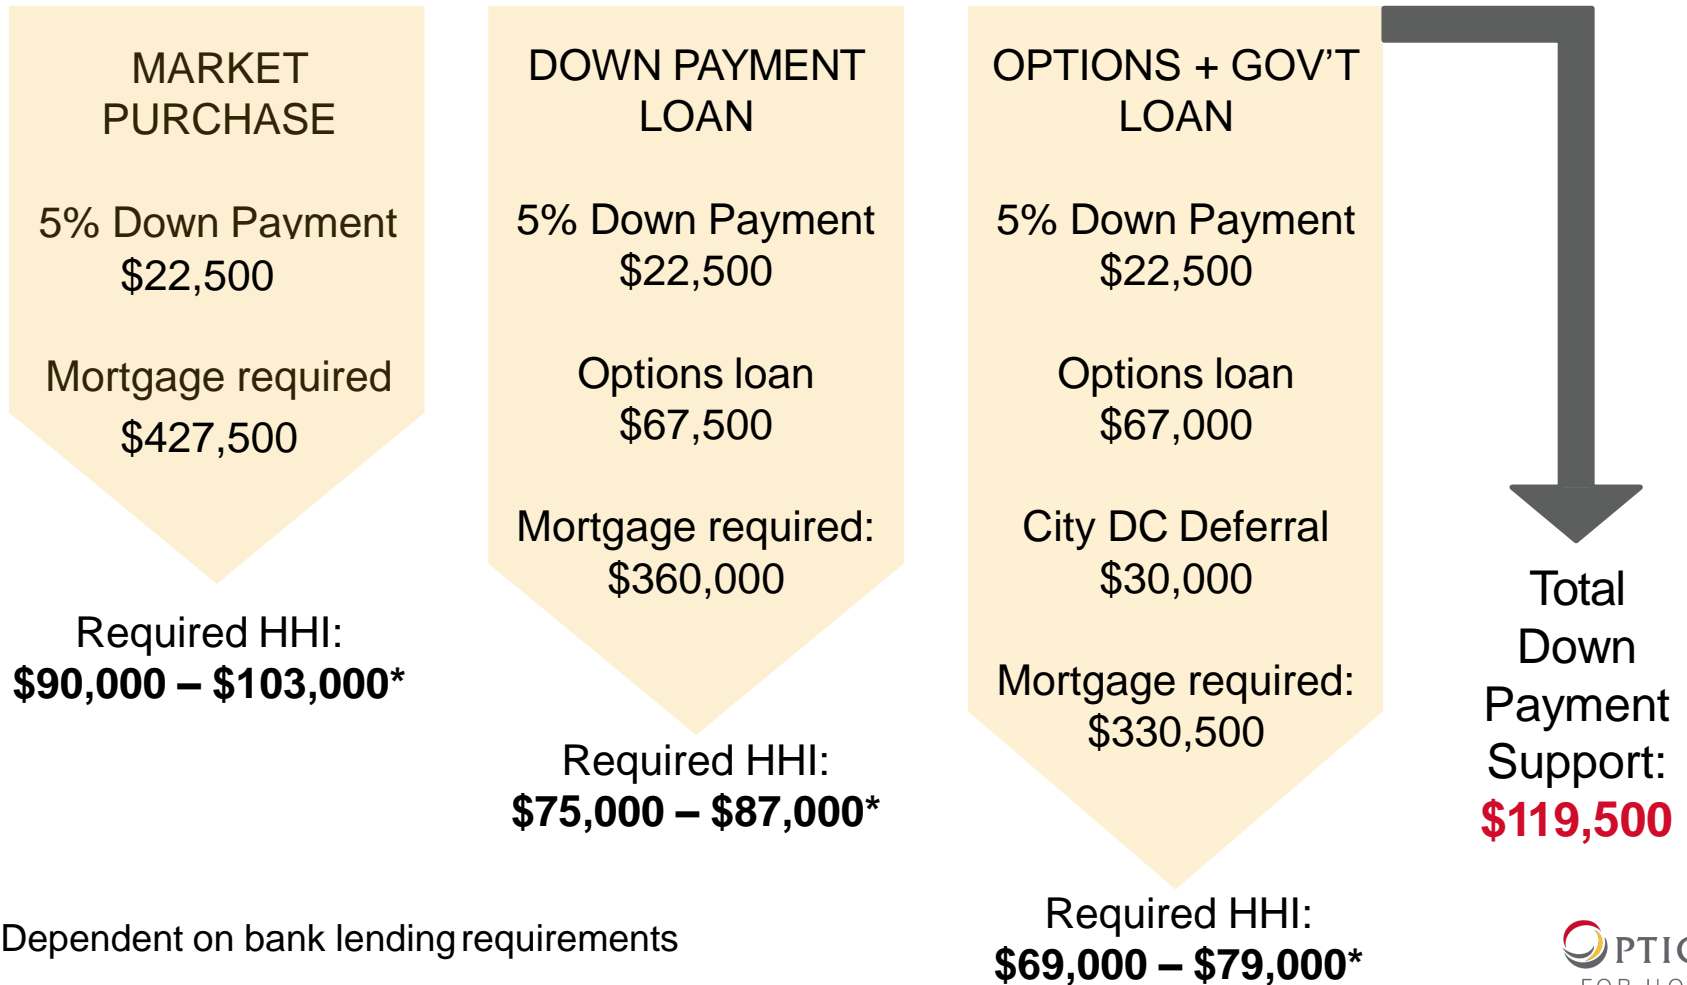 MARKET
PURCHASE
5% Down Payment
$22,500
Mortgage required
$427,500
Required HHI:
$90,000 – $103,000*
DOWN PAYMENT
LOAN
5% Down Payment
$22,500
Options loan
$67,500
Mortgage required:
$360,000
Required HHI:
$75,000 – $87,000*
OPTIONS + GOV'T
LOAN
5% Down Payment
$22,500
Options loan
$67,000
City DC Deferral
$30,000
Mortgage required:
$330,500
Required HHI:
$69,000 – $79,000*
Total
Down
Payment
Support:
$119,500
Dependent on bank lending requirements